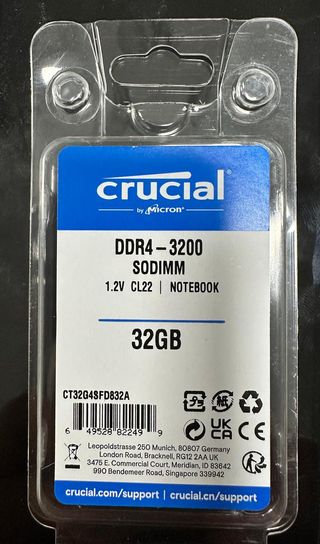 crucial
by Micron®
DDR4-3200
SODIMM
1.2V CL22 | NOTEBOOK
32GB
CT32G4SFD832A
6 49528 82249 9
紙
UK CA CE
Leopoldstrasse 250 Munich, 80807 Germany
London Road, Bracknell, RG12 2AA UK
3475 E. Commercial Court, Meridian, ID 83642
990 Bendemeer Road, Singapore 339942
crucial.com/support | crucial.cn/support